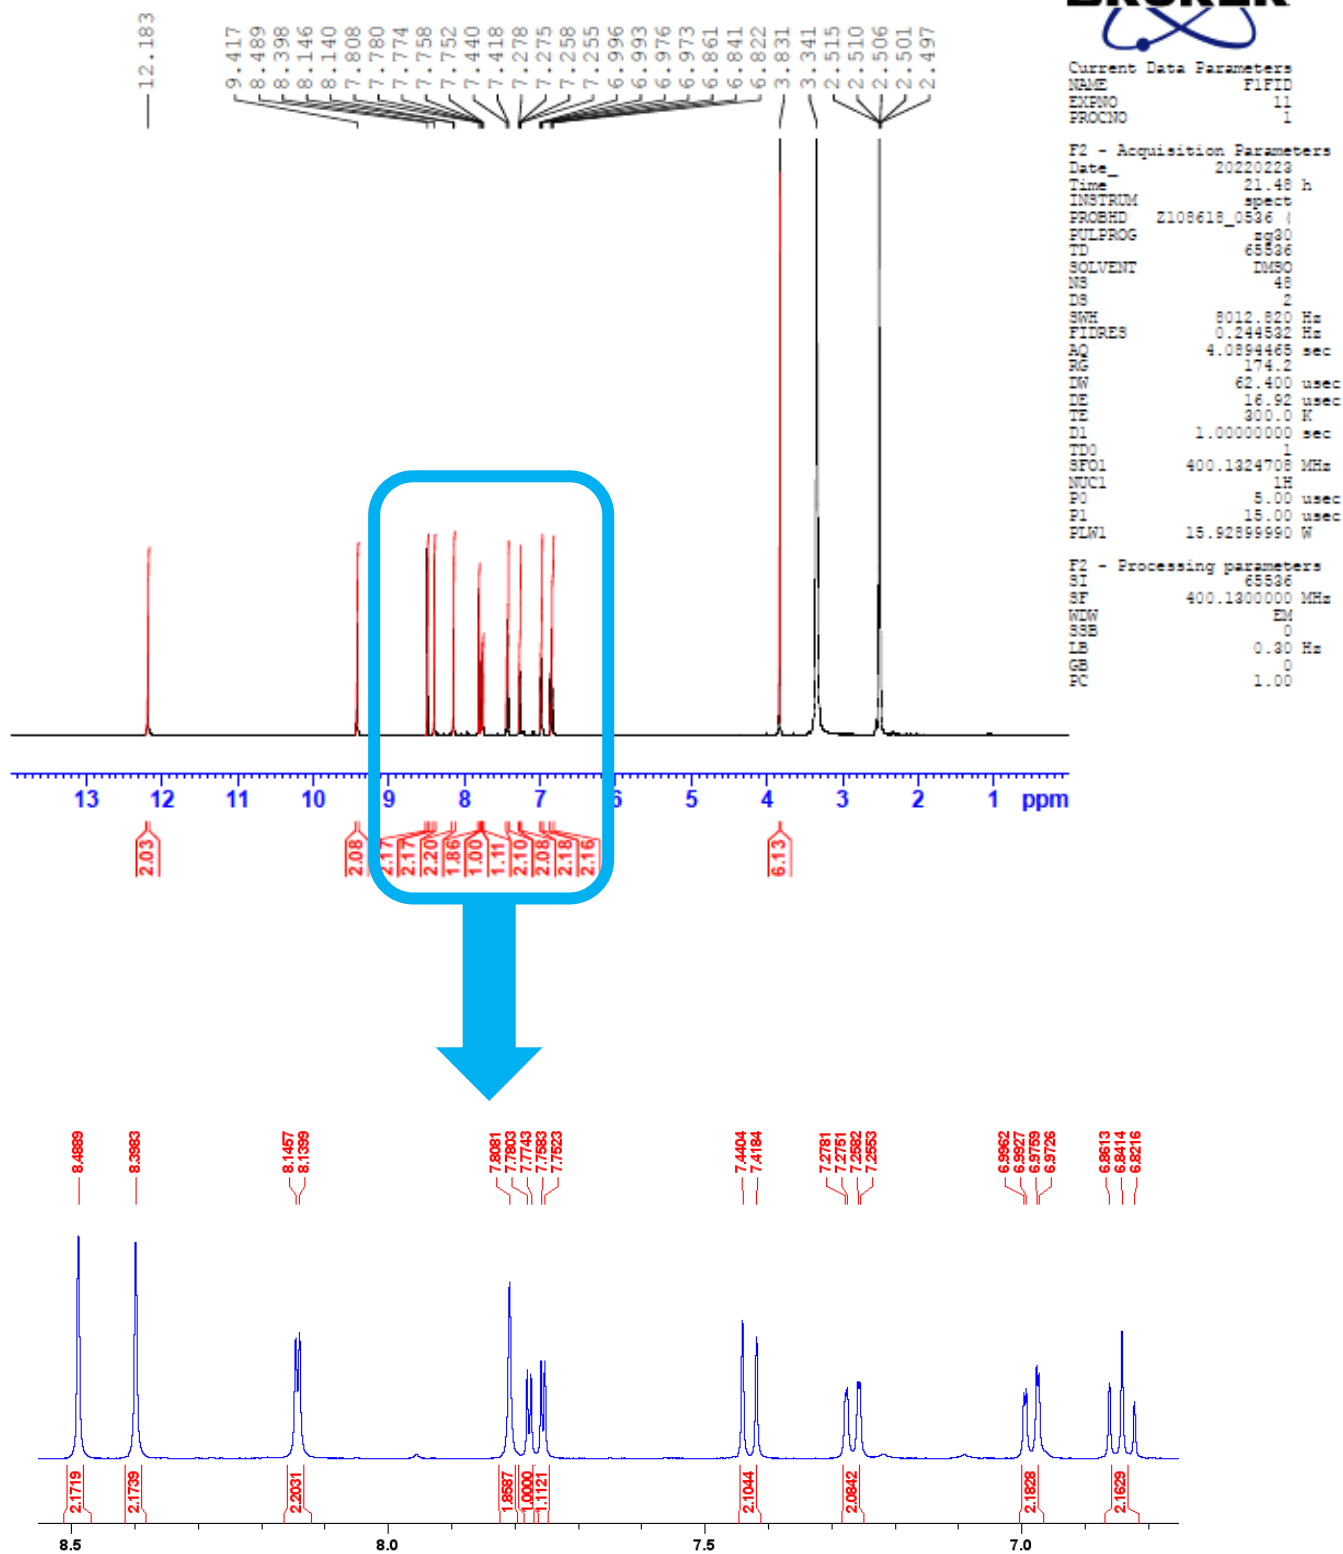 BRUKER
12.183
9.417
8.489
8.398
8.146
8.140
7.808
7.780
7.774
7.758
7.752
7.440
7.418
7.278
7.275
7.258
7.255
6.996
6.993
6.976
6.973
6.861
6.841
6.822
3.831
3.341
2.515
2.510
2.506
2.501
2.497
Current Data Parameters
NAME F1FID
EXPNO 11
PROCNO 1
F2 - Acquisition Parameters
Date_ 20220223
Time 21.48 h
INSTRUM spect
PROBHD Z108618_0536 (
PULPROG zg30
TD 65536
SOLVENT DMSO
NS 48
DS 2
SWH 8012.820 Hz
FIDRES 0.244532 Hz
AQ 4.0894465 sec
RG 174.2
DW 62.400 usec
DE 16.92 usec
TE 300.0 K
D1 1.00000000 sec
TD0 1
SFO1 400.1324708 MHz
NUC1 1H
P0 5.00 usec
P1 15.00 usec
PLW1 15.92899990 W
F2 - Processing parameters
SI 65536
SF 400.1300000 MHz
WDW EM
SSB 0
LB 0.30 Hz
GB 0
PC 1.00
13 12 11 10 9 8 7 6 5 4 3 2 1 ppm
2.03
2.08
2.17
2.17
2.20
1.86
1.00
1.11
2.10
2.08
2.18
2.16
6.13
8.4889
8.3983
8.1457
8.1399
7.8081
7.7803
7.7743
7.7583
7.7523
7.4404
7.4184
7.2781
7.2751
7.2582
7.2553
6.9962
6.9927
6.9759
6.9726
6.8613
6.8414
6.8216
2.1719
2.1739
2.2031
1.8587
1.0000
1.1121
2.1044
2.0842
2.1828
2.1629
8.5 8.0 7.5 7.0